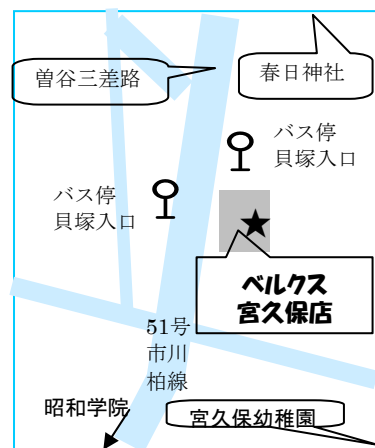 曽谷三差路
春日神社
バス停
貝塚入口
バス停
貝塚入口
ベルクス
宮久保店
51号
市川
柏線
昭和学院
宮久保幼稚園